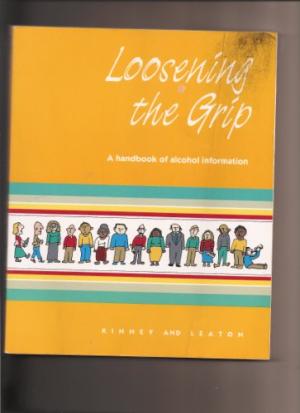 Loosening
the Grip
A handbook of alcohol information
KINNEY AND LEATON